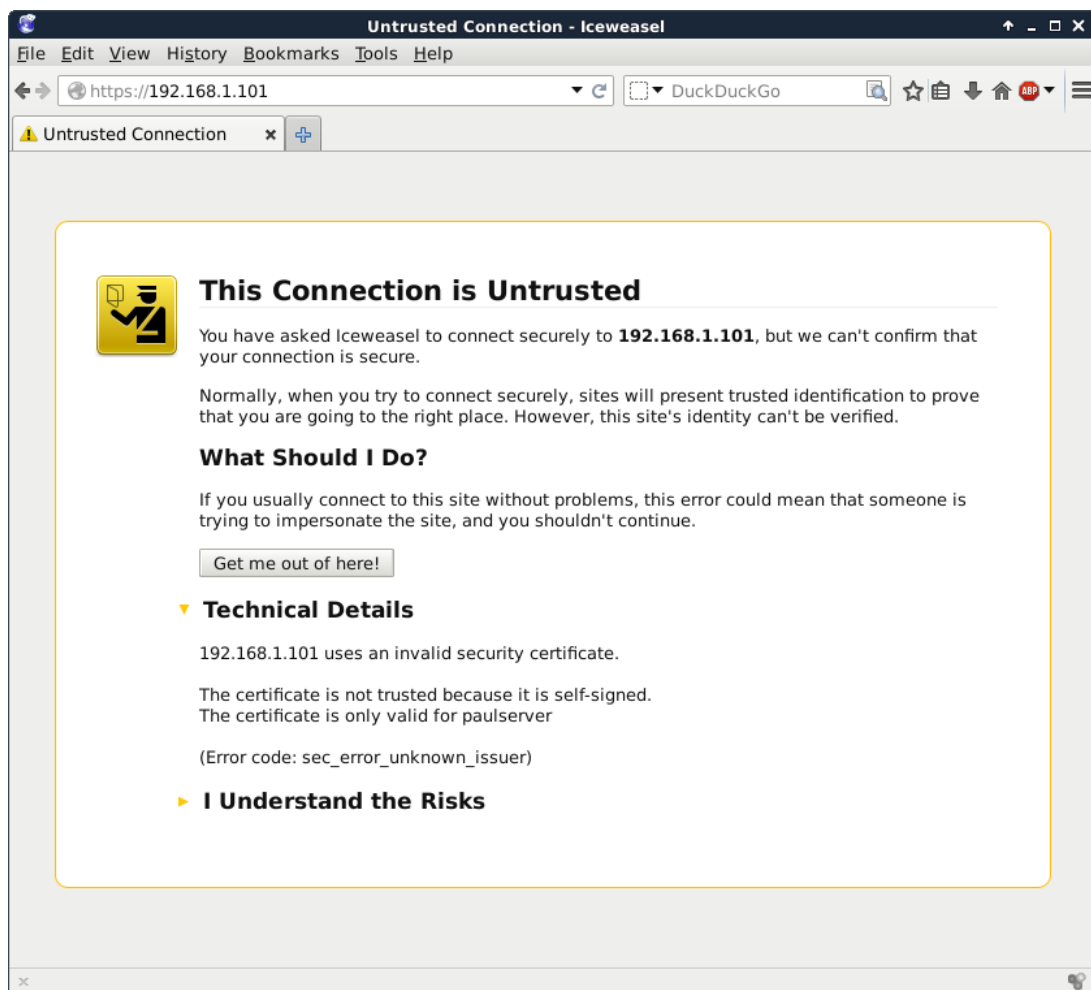 Untrusted Connection - Iceweasel
File Edit View History Bookmarks Tools Help
https://192.168.1.101 DuckDuckGo ABP
Untrusted Connection
This Connection is Untrusted
You have asked Iceweasel to connect securely to 192.168.1.101, but we can't confirm that
your connection is secure.
Normally, when you try to connect securely, sites will present trusted identification to prove
that you are going to the right place. However, this site's identity can't be verified.
What Should I Do?
If you usually connect to this site without problems, this error could mean that someone is
trying to impersonate the site, and you shouldn't continue.
Get me out of here!
Technical Details
192.168.1.101 uses an invalid security certificate.
The certificate is not trusted because it is self-signed.
The certificate is only valid for paulserver
(Error code: sec_error_unknown_issuer)
I Understand the Risks